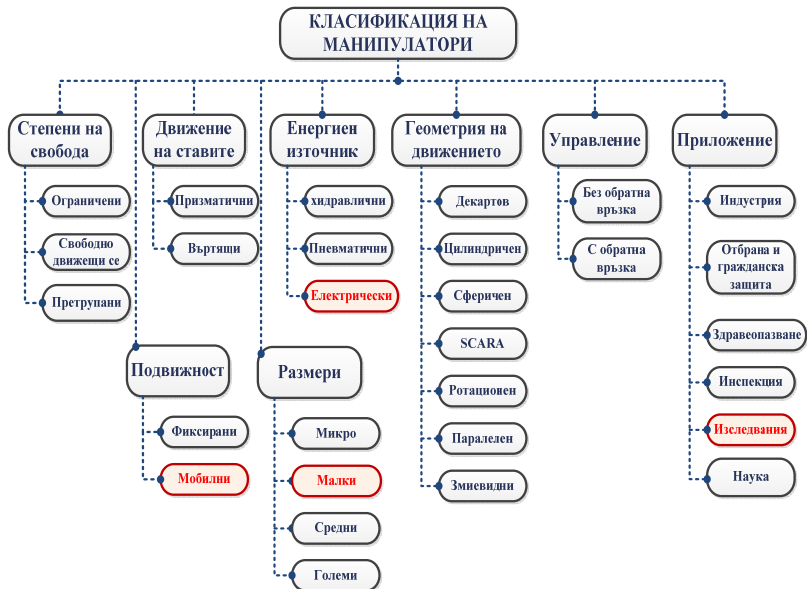 КЛАСИФИКАЦИЯ НА
МАНИПУЛАТОРИ
Степени на
свобода
Ограничени
Свободно
движещи се
Претрупани
Движение
на ставите
Призматични
Въртящи
Енергиен
източник
хидравлични
Пневматични
Електрически
Геометрия на
движението
Декартов
Цилиндричен
Сферичен
SCARA
Ротационен
Паралелен
Змиевидни
Управление
Без обратна
връзка
С обратна
връзка
Приложение
Индустрия
Отбрана и
гражданска
защита
Здравеопазване
Инспекция
Изследвания
Наука
Подвижност
Фиксирани
Мобилни
Размери
Микро
Малки
Средни
Големи